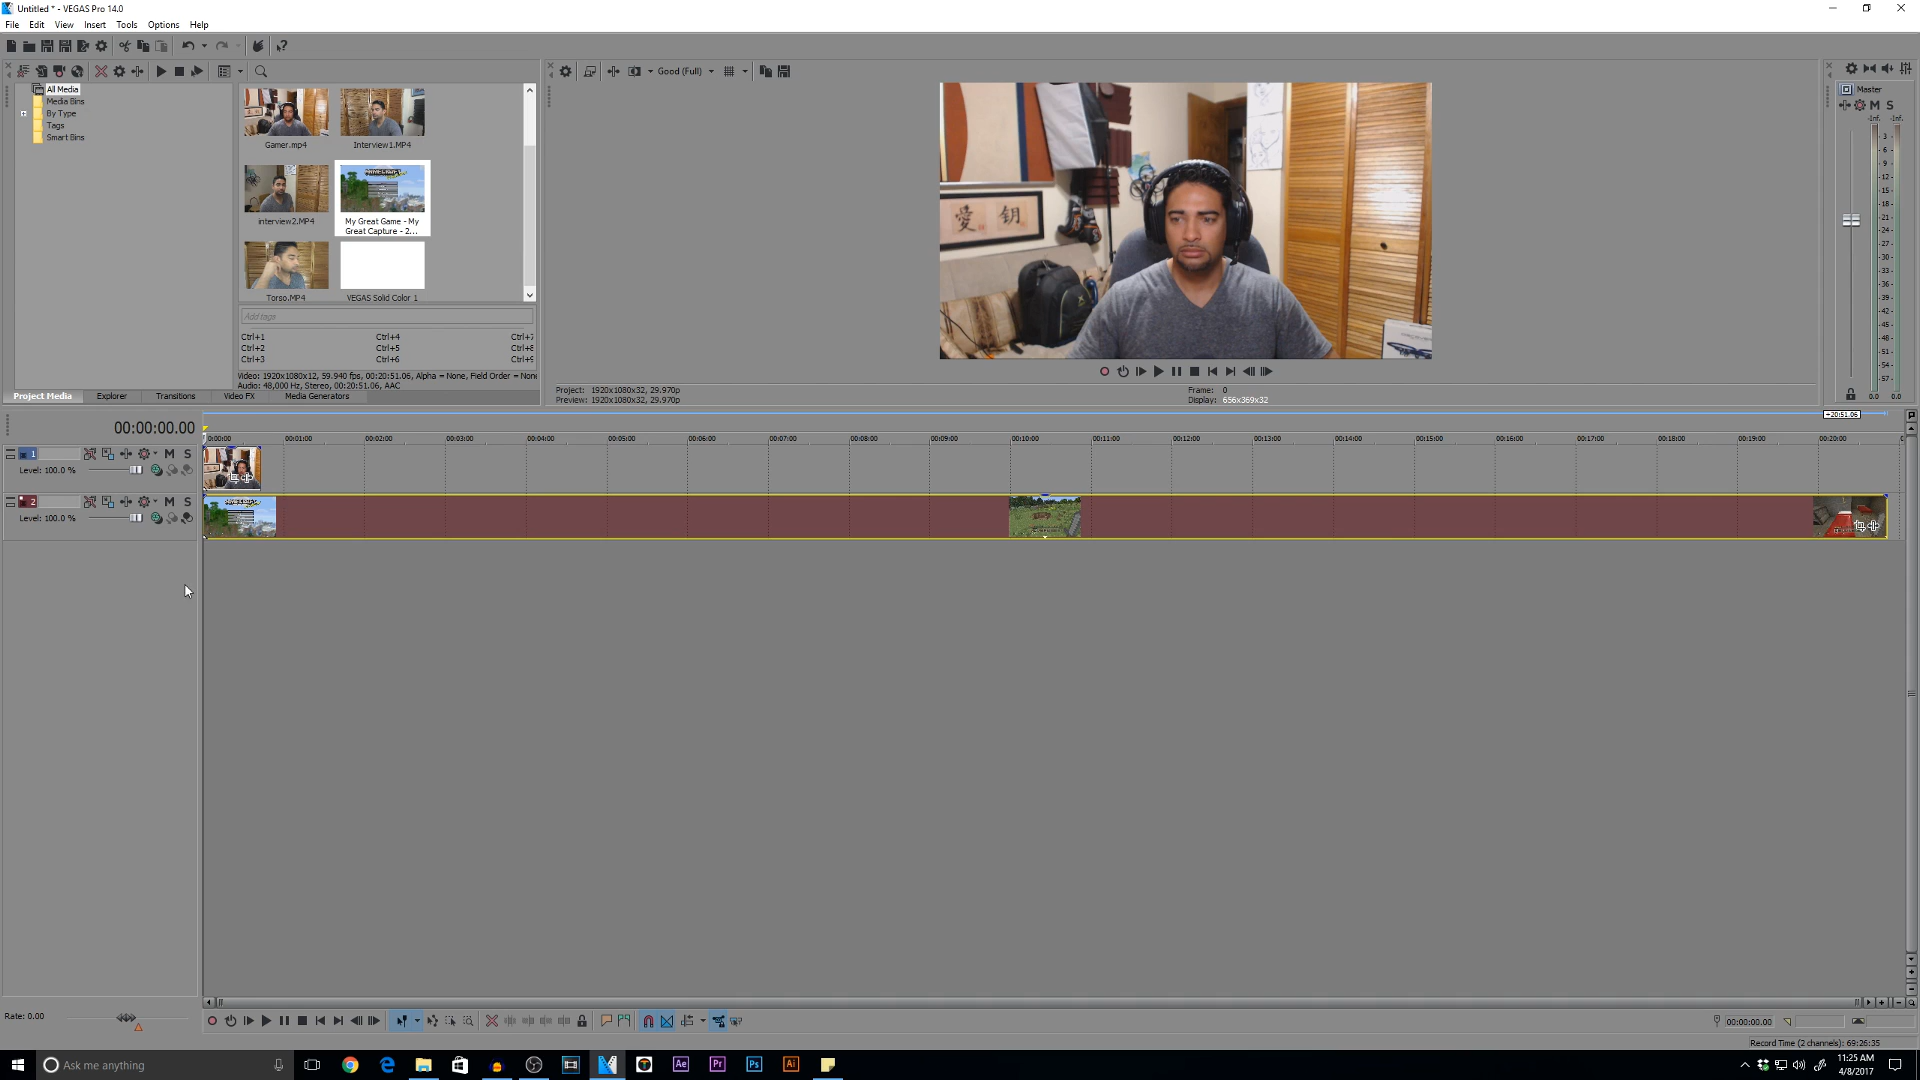 Untitled * - VEGAS Pro 14.0
File Edit View Insert Tools Options Help
Good (Full)
All Media
Media Bins
By Type
Tags
Smart Bins
Gamer.mp4
Interview1.MP4
interview2.MP4
My Great Game - My
Great Capture - 2...
Torso.MP4
VEGAS Solid Color 1
Add tags
Ctrl+1 Ctrl+4
Ctrl+2 Ctrl+5
Ctrl+3 Ctrl+6
Video: 1920x1080x12, 59.940 fps, 00:20:51.06, Alpha = None, Field Order = None
Audio: 48,000 Hz, Stereo, 00:20:51.06, AAC
Project Media Explorer Transitions Video FX Media Generators
愛 钥
Project: 1920x1080x32, 29.970p
Preview: 1920x1080x32, 29.970p
Frame: 0
Display: 656x369x32
Master
M S
-Inf. -Inf.
3
6
9
12
15
18
21
24
27
30
33
36
39
42
45
48
51
54
57
0.0 0.0
+20:51.06
00:00:00.00
0:00:00 00:01:00 00:02:00 00:03:00 00:04:00 00:05:00 00:06:00 00:07:00 00:08:00 00:09:00 00:10:00 00:11:00 00:12:00 00:13:00 00:14:00 00:15:00 00:16:00 00:17:00 00:18:00 00:19:00 00:20:00
1 M S
Level: 100.0 %
2 M S
Level: 100.0 %
Rate: 0.00
00:00:00.00
Record Time (2 channels): 69:26:35
Ask me anything
Ae Pr Ps Ai
11:25 AM
4/8/2017